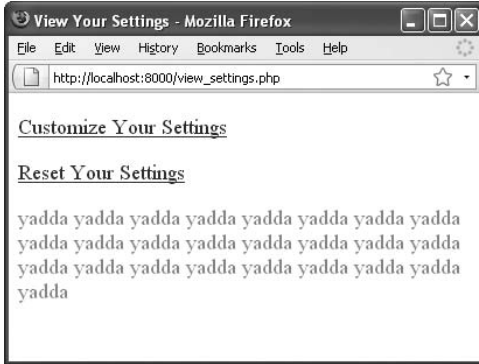 View Your Settings - Mozilla Firefox
File Edit View History Bookmarks Tools Help
http://localhost:8000/view_settings.php
Customize Your Settings
Reset Your Settings
yadda yadda yadda yadda yadda yadda yadda yadda
yadda yadda yadda yadda yadda yadda yadda yadda
yadda yadda yadda yadda yadda yadda yadda yadda
yadda